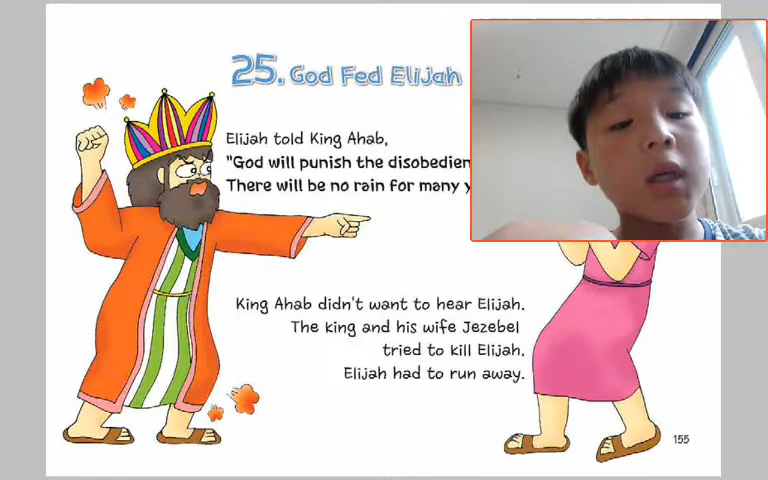 25. God Fed Elijah
Elijah told King Ahab,
"God will punish the
There will be no rain for many
King Ahab didn't want to hear Elijah.
The king and his wife Jezebel
tried to kill Elijah.
Elijah had to run away.
155